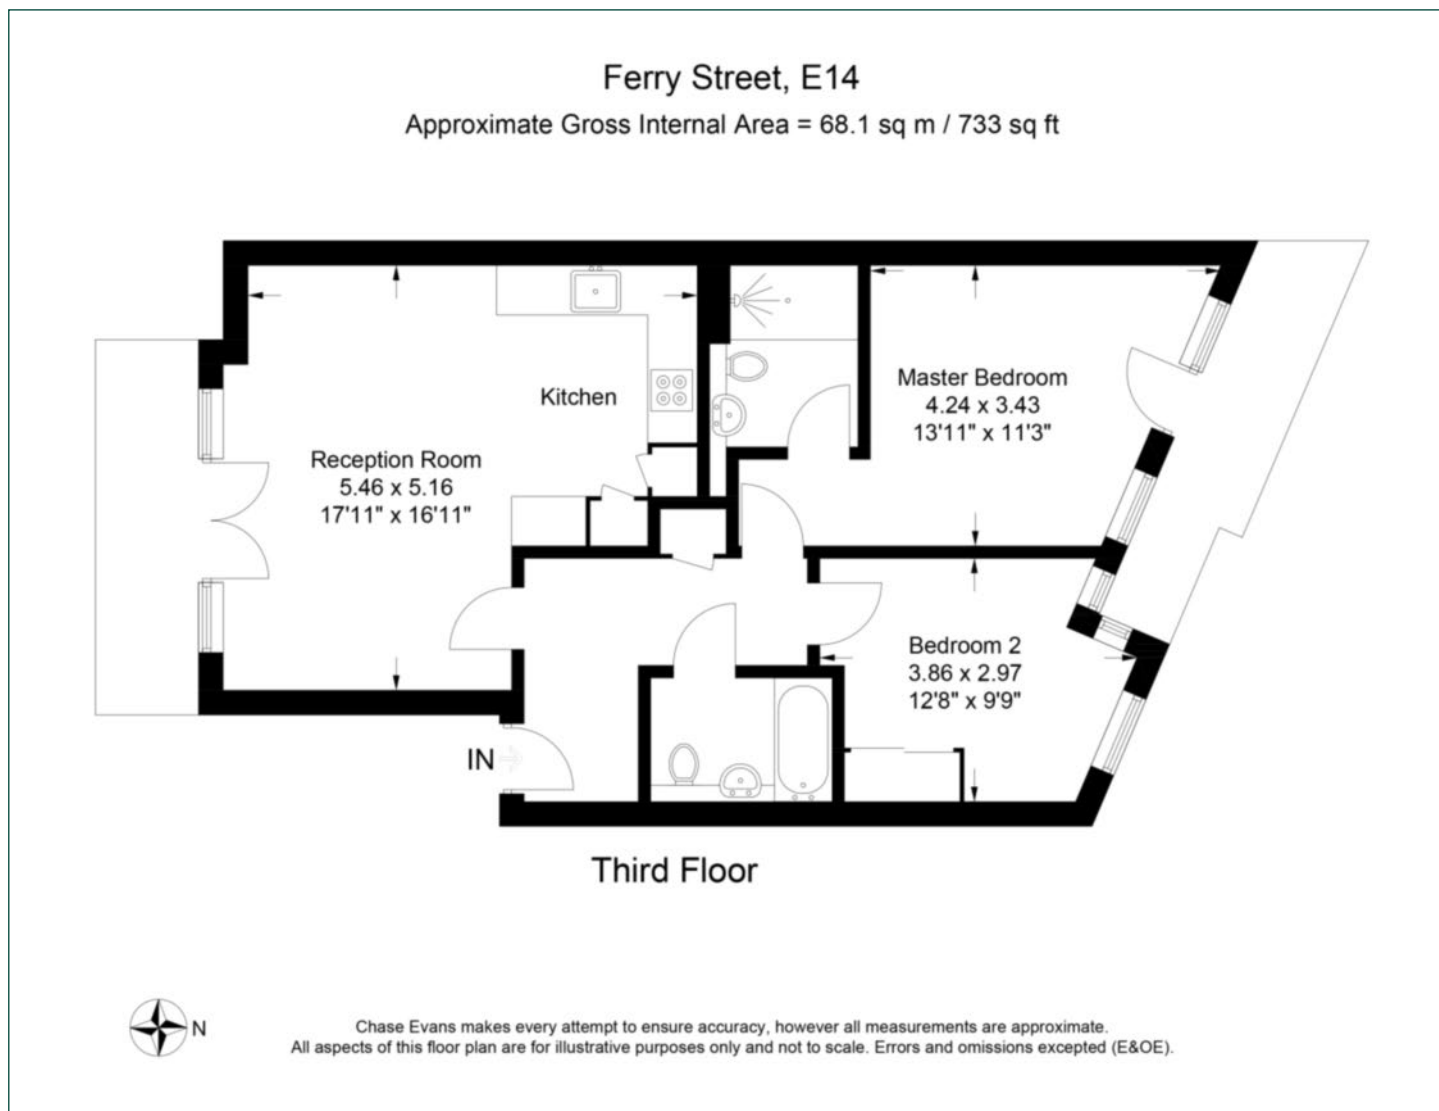 Ferry Street, E14
Approximate Gross Internal Area = 68.1 sq m / 733 sq ft
Kitchen
Reception Room
5.46 x 5.16
17'11" x 16'11"
Master Bedroom
4.24 x 3.43
13'11" x 11'3"
Bedroom 2
3.86 x 2.97
12'8" x 9'9"
IN
Third Floor
N
Chase Evans makes every attempt to ensure accuracy, however all measurements are approximate.
All aspects of this floor plan are for illustrative purposes only and not to scale. Errors and omissions excepted (E&OE).